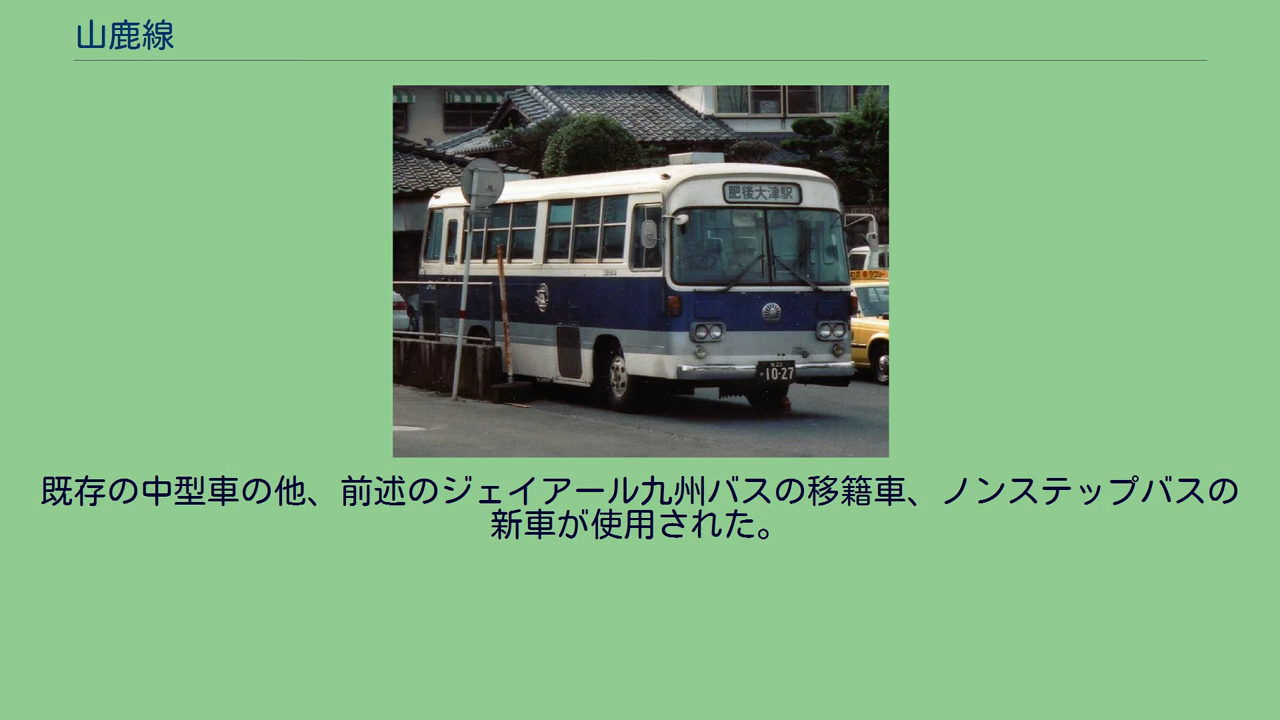 山鹿線
肥後大津駅
10-27
既存の中型車の他、前述のジェイアール九州バスの移籍車、ノンステップバスの
新車が使用された。